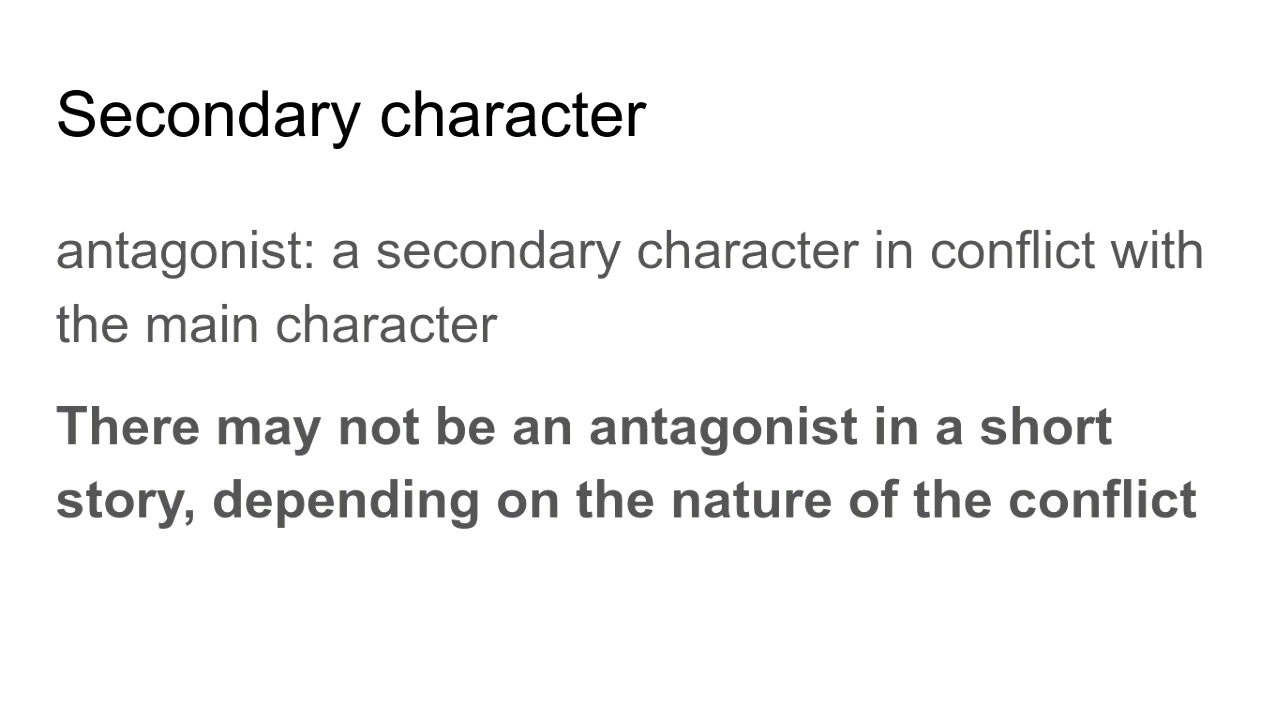 Secondary character
antagonist: a secondary character in conflict with
the main character
There may not be an antagonist in a short
story, depending on the nature of the conflict